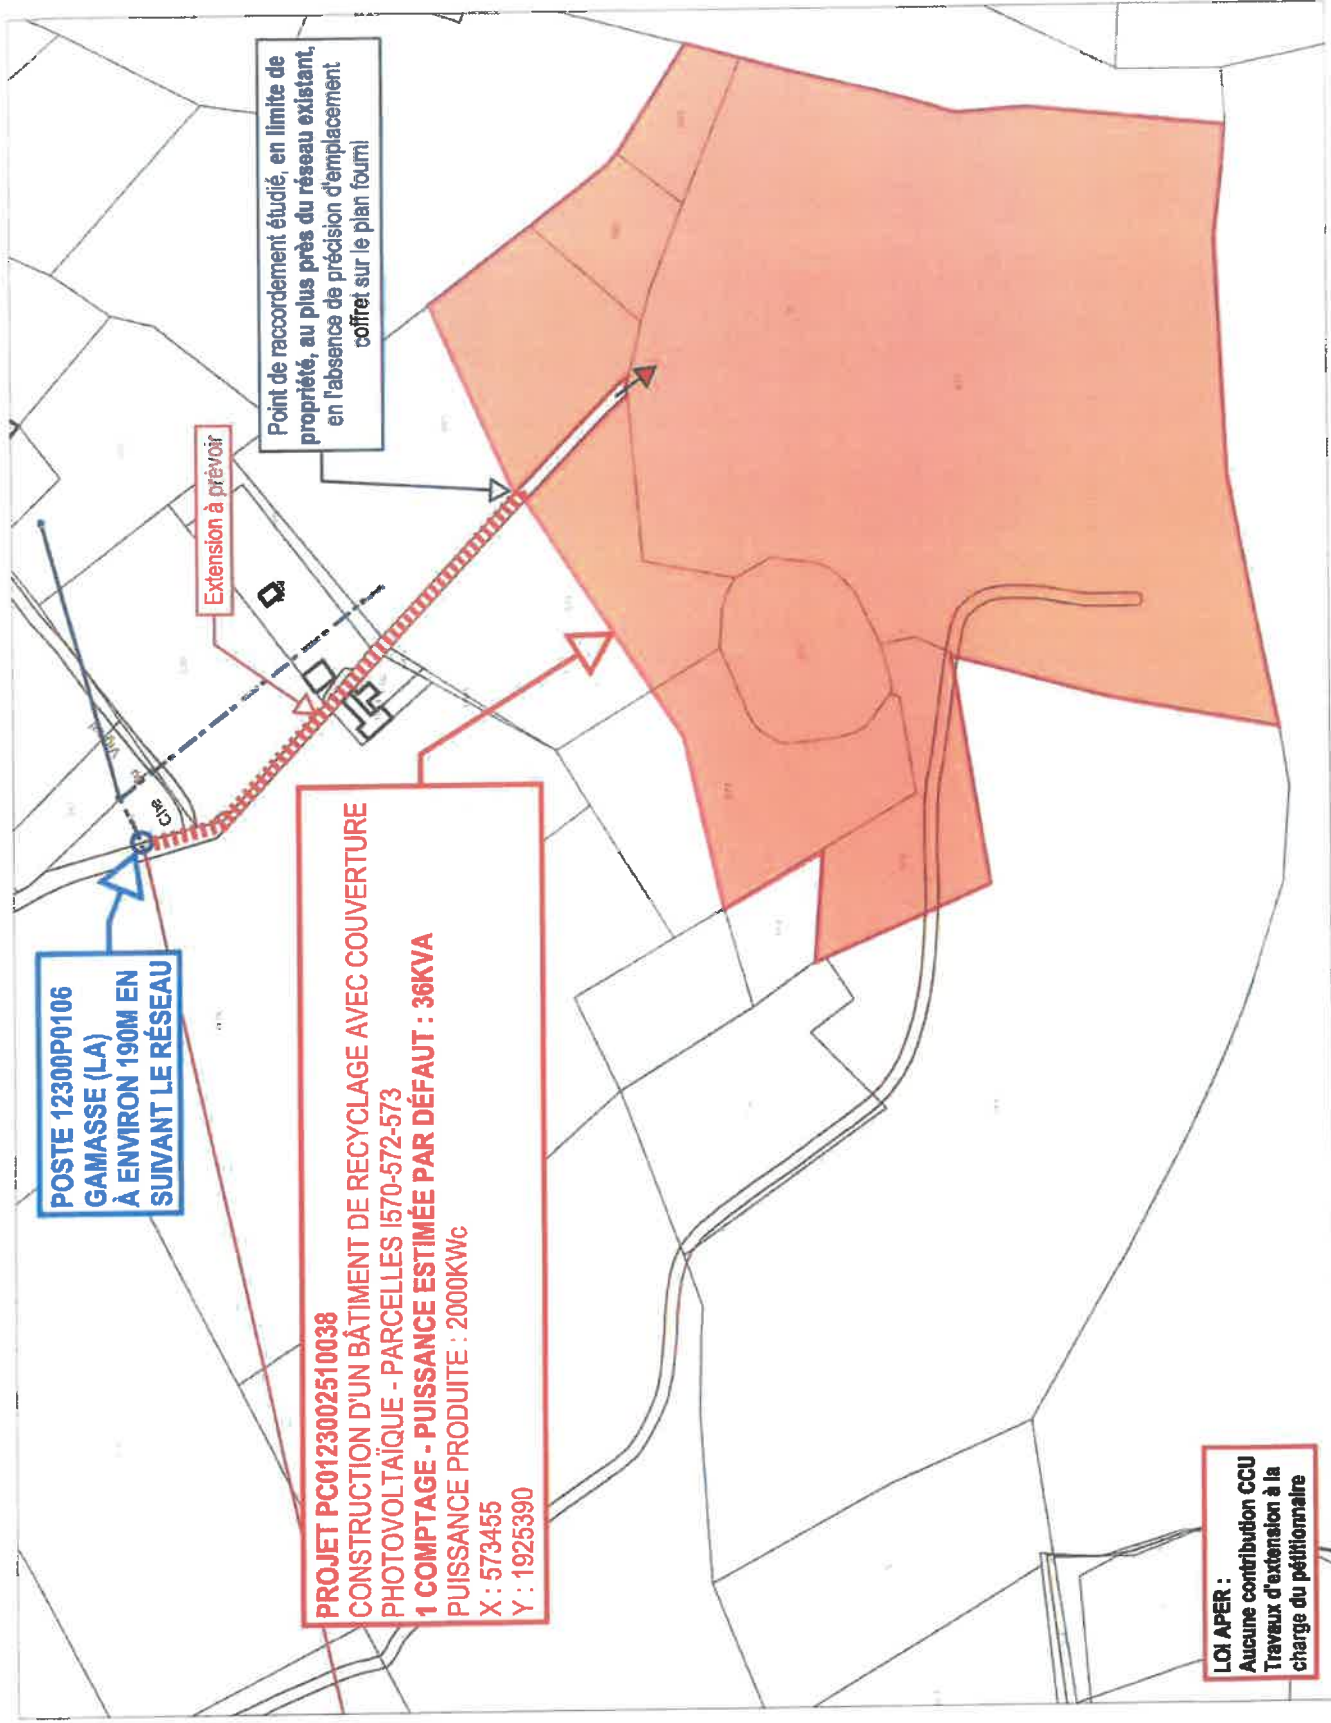 POSTE 12300P0106
GAMASSE (LA)
À ENVIRON 190M EN
SUIVANT LE RÉSEAU
Extension à prévoir
Point de raccordement étudié, en limite de
propriété, au plus près du réseau existant,
en l'absence de précision d'emplacement
coffret sur le plan fourni
PROJET PC0123002510038
CONSTRUCTION D'UN BÂTIMENT DE RECYCLAGE AVEC COUVERTURE
PHOTOVOLTAÏQUE - PARCELLES I570-572-573
1 COMPTAGE - PUISSANCE ESTIMÉE PAR DÉFAUT : 36KVA
PUISSANCE PRODUITE : 2000KWc
X : 573455
Y : 1925390
LOI APER :
Aucune contribution CCU
Travaux d'extension à la
charge du pétitionnaire